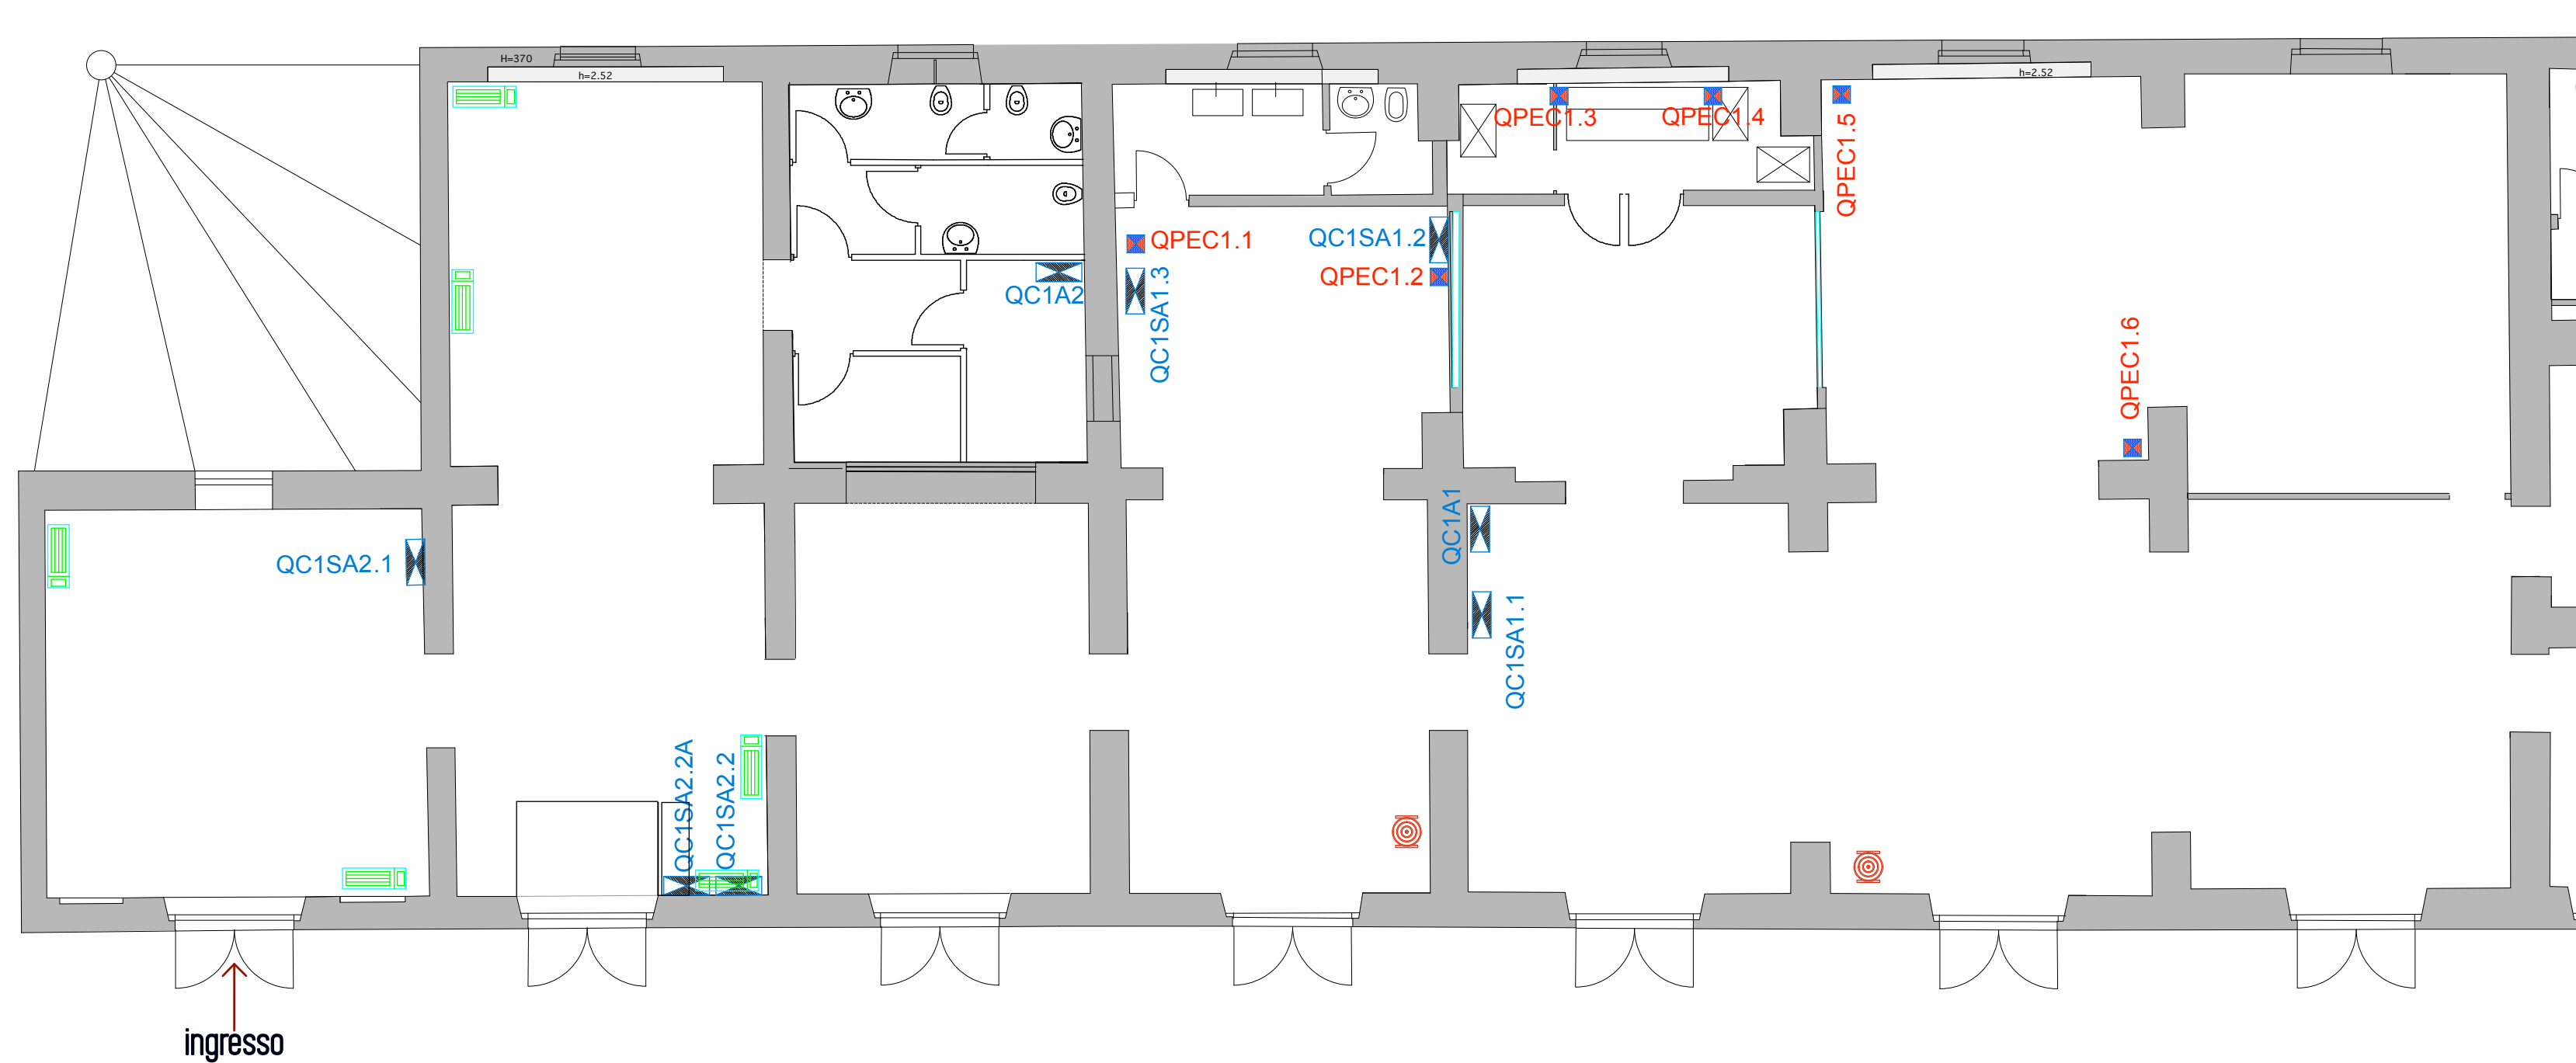 H=370
h=2.52
h=2.52
QPEC1.3
QPEC1.4
QPEC1.5
QPEC1.1
QC1SA1.2
QPEC1.2
QC1A2
QC1SA1.3
QPEC1.6
QC1A1
QC1SA2.1
QC1SA1.1
QC1SA2.2A
QC1SA2.2
ingresso